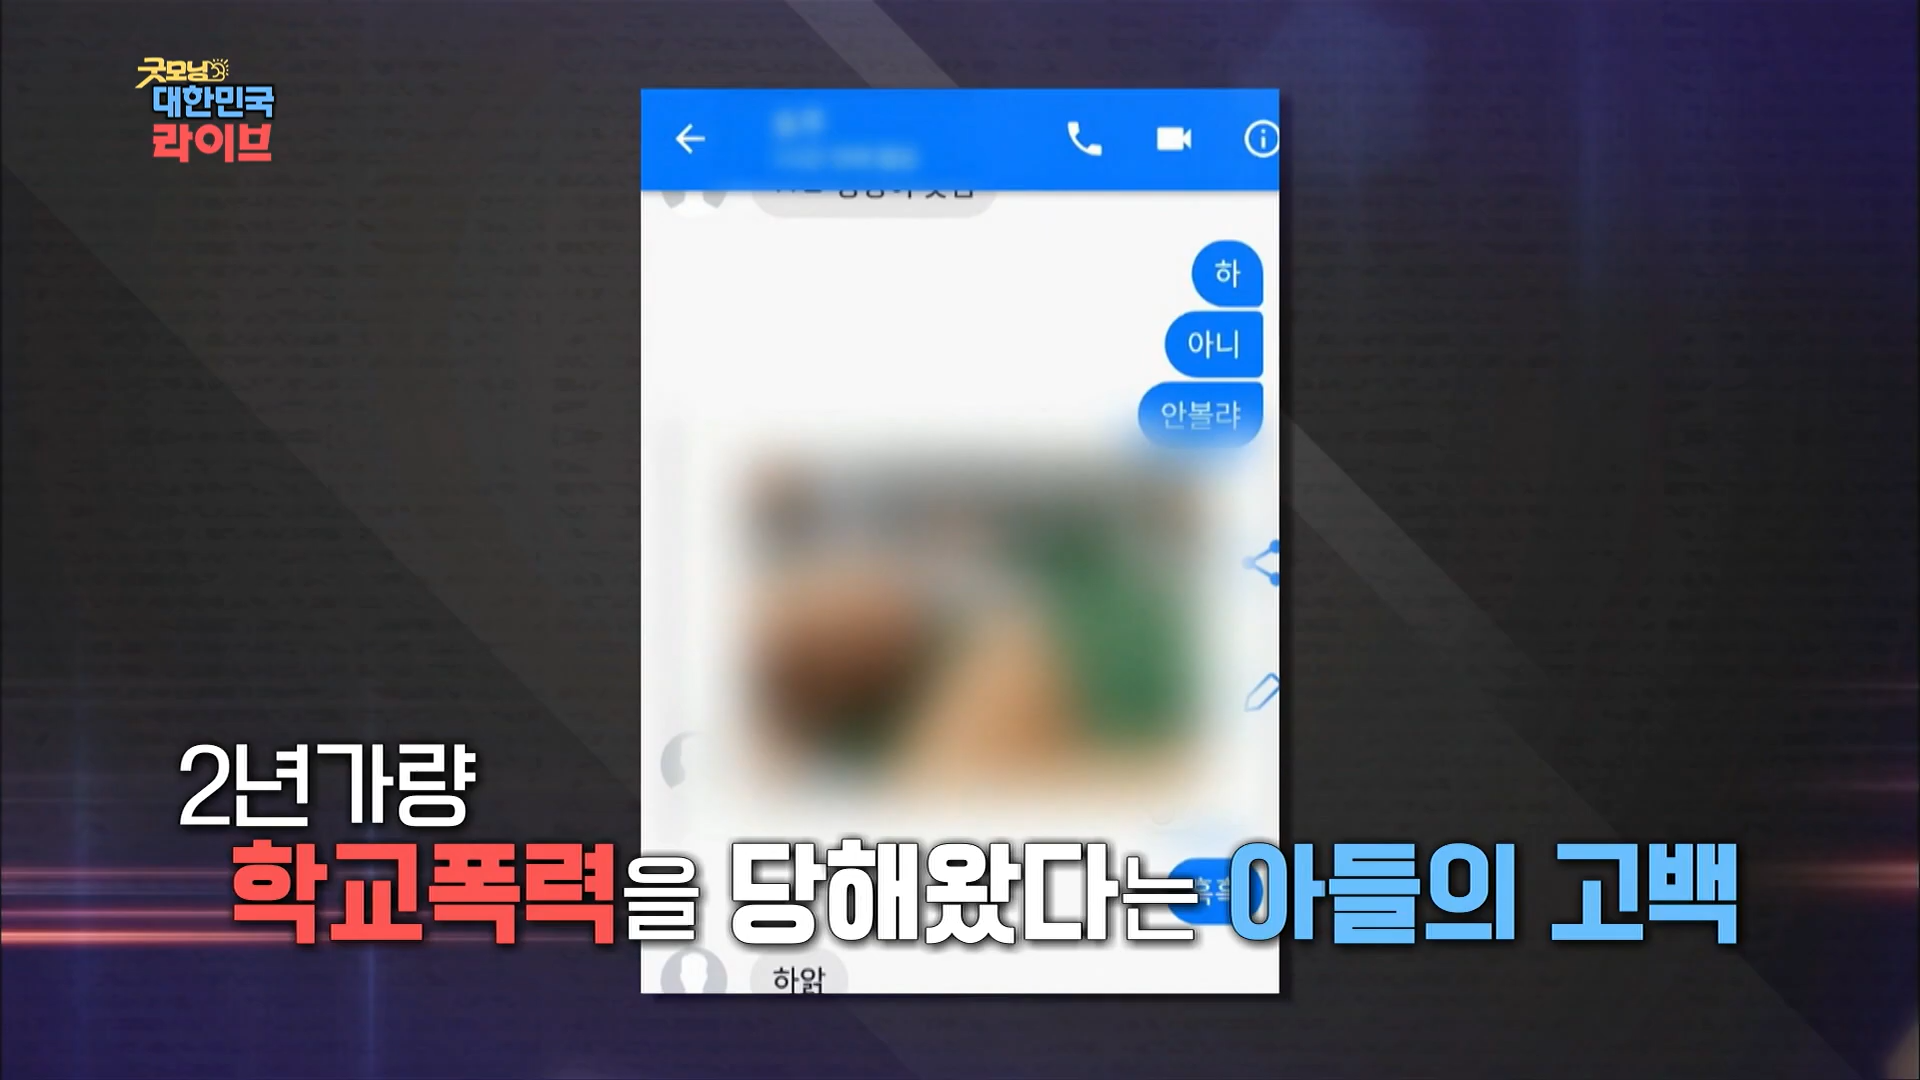 굿모닝
대한민국
라이브
하
아니
안볼랴
2년가량
학교폭력을 당해왔다는 아들의 고백
하앍